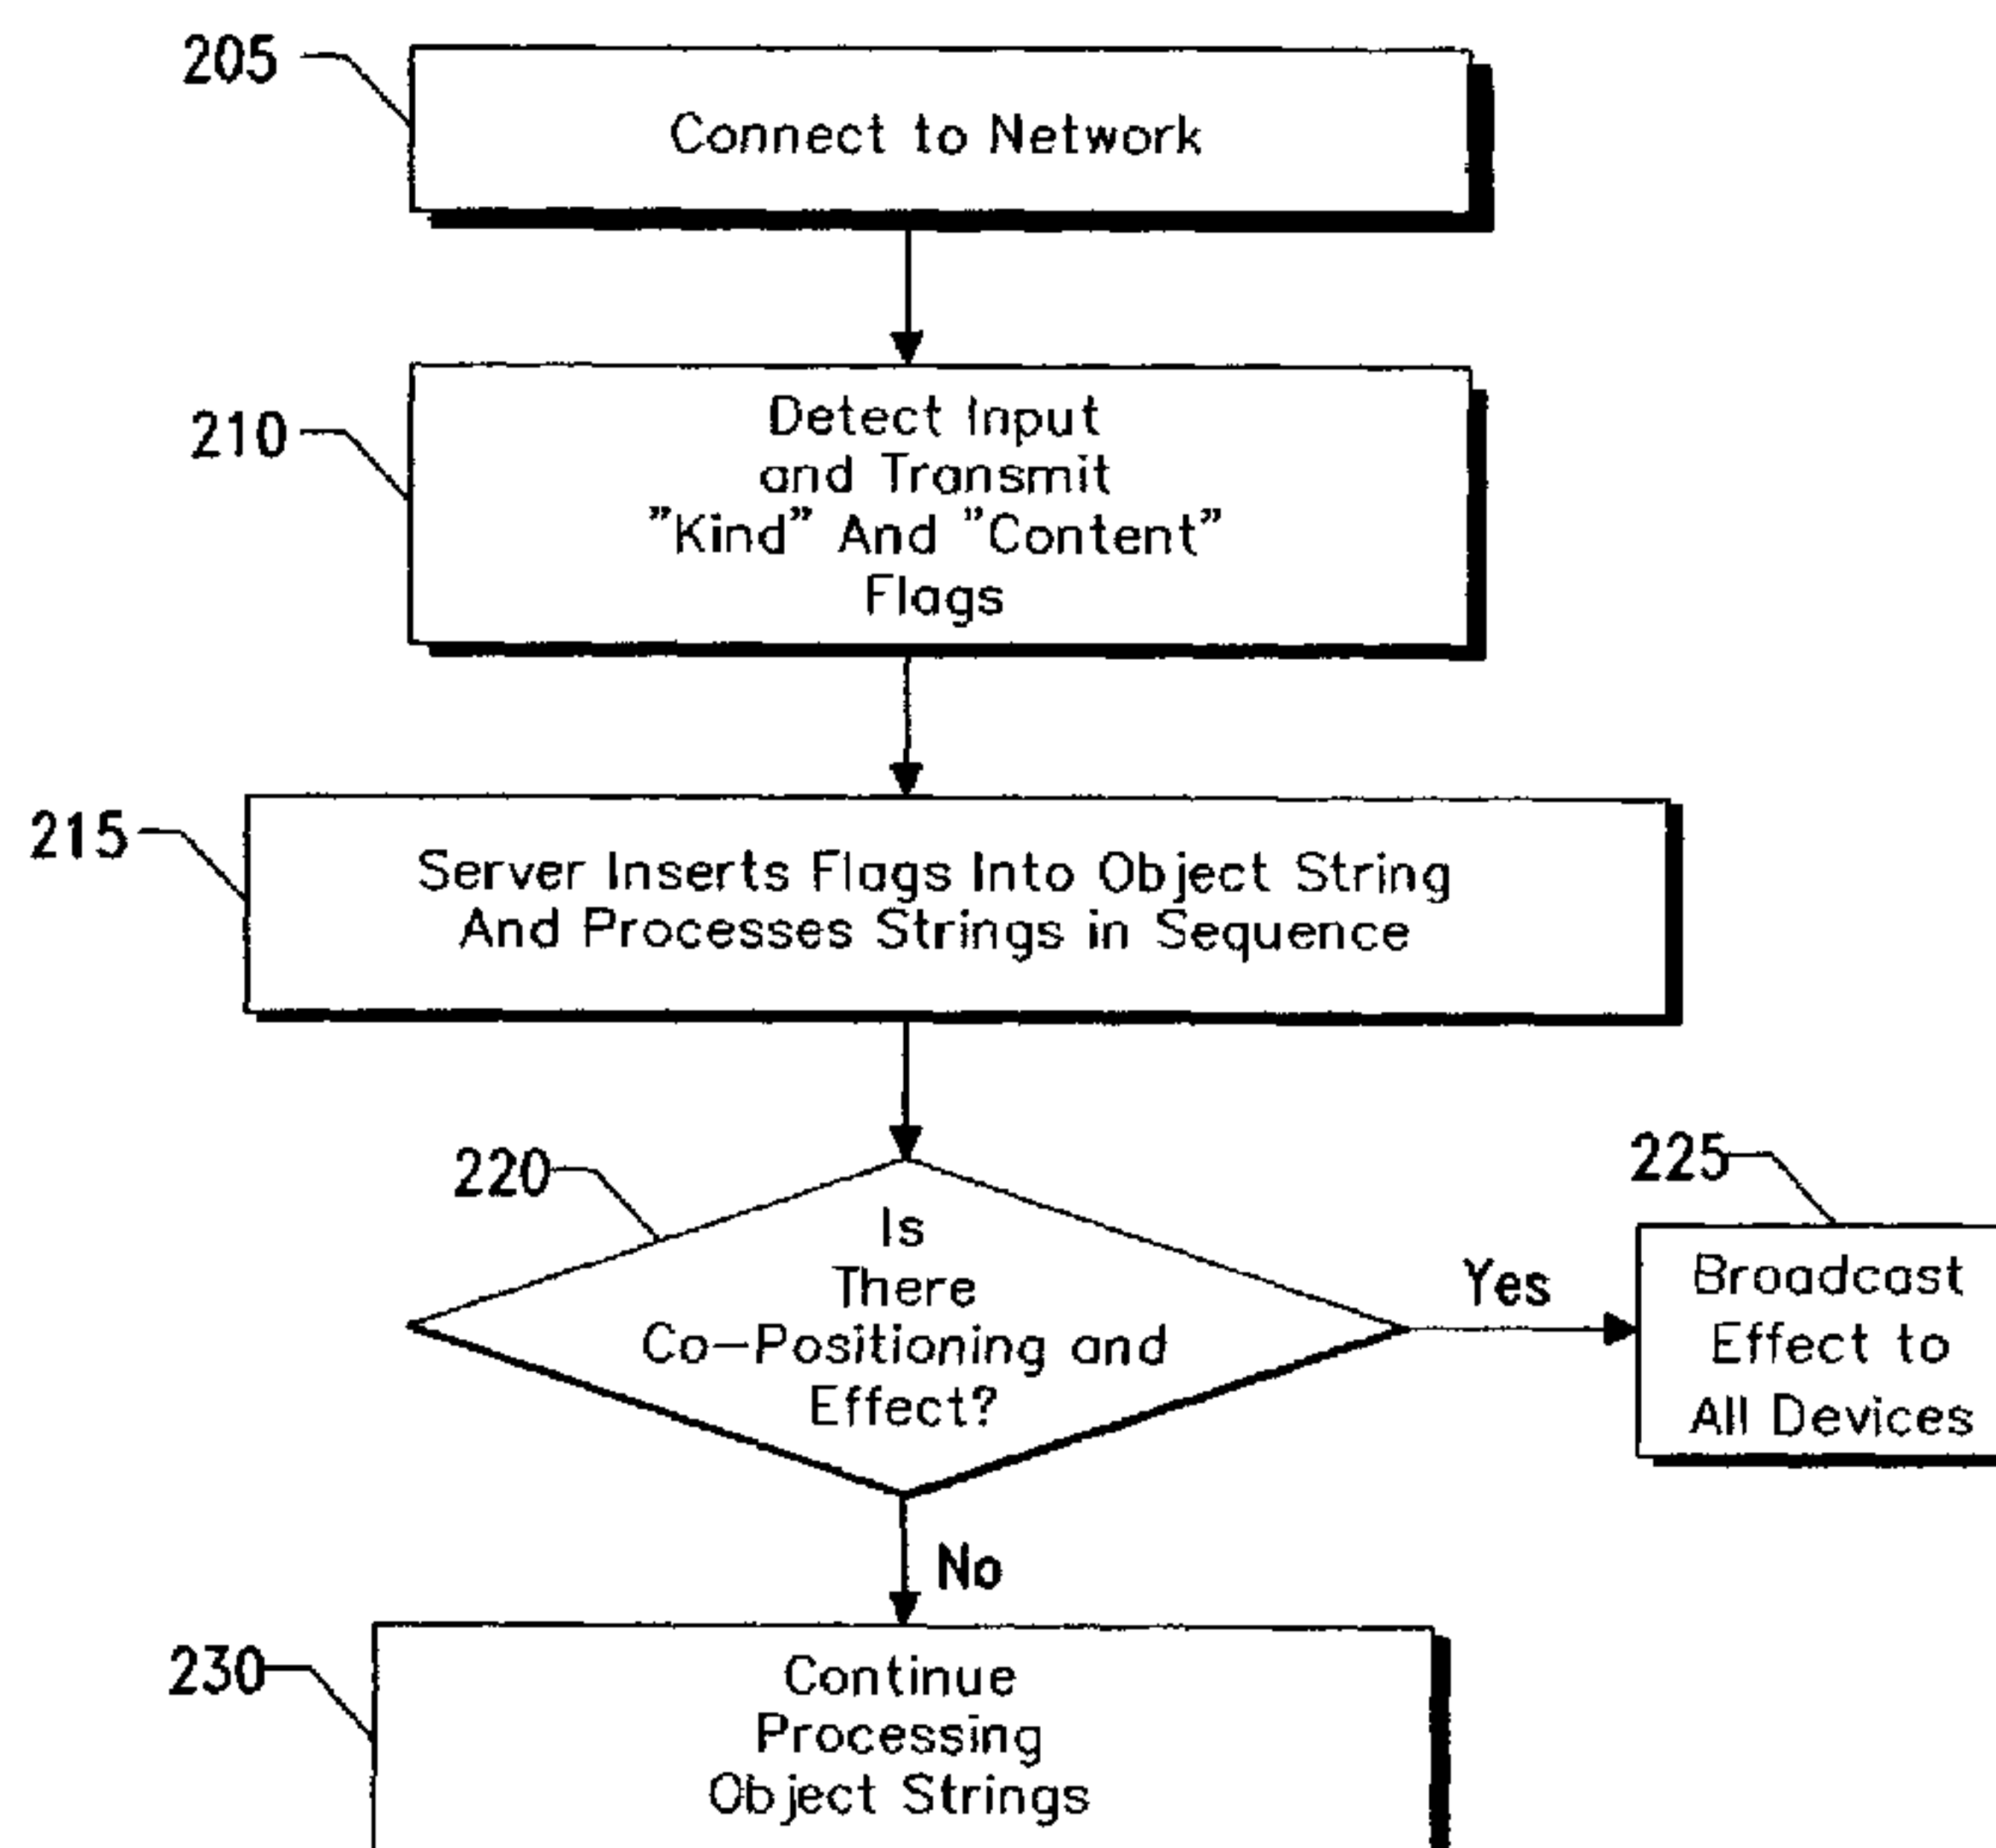 205
Connect to Network
210
Detect Input
and Transmit
"Kind" And "Content"
Flags
215
Server Inserts Flags Into Object String
And Processes Strings in Sequence
220
Is
There
Co-Positioning and
Effect?
Yes
225
Broadcast
Effect to
All Devices
No
230
Continue
Processing
Object Strings